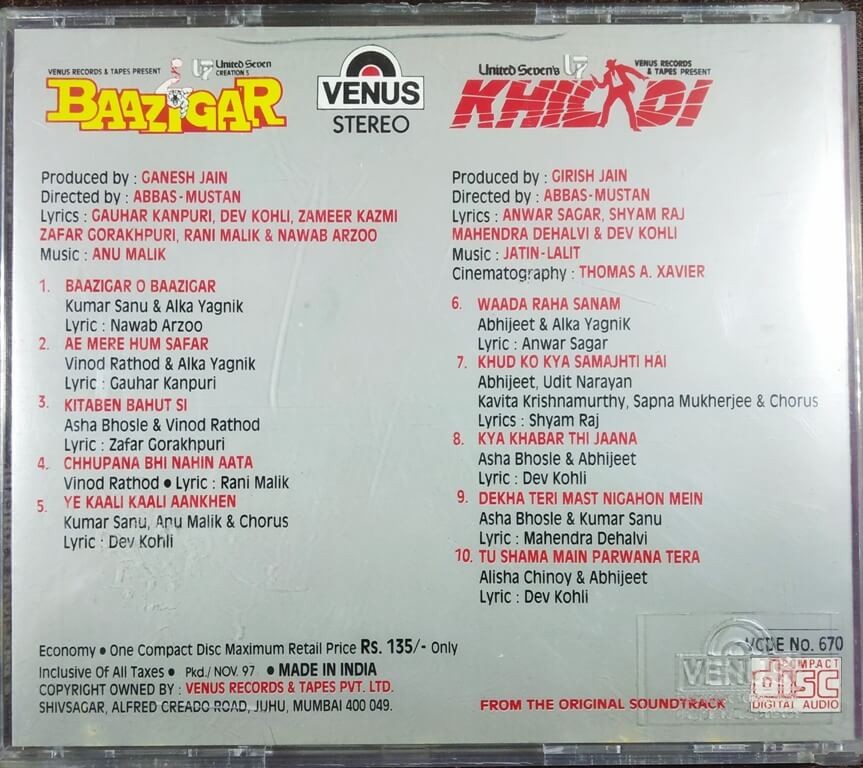 VENUS RECORDS & TAPES PRESENT
United Seven
CREATION'S
BAAZIGAR
VENUS
STEREO
United Seven's
VENUS RECORDS
& TAPES PRESENT
KHILADI
Produced by : GANESH JAIN
Directed by : ABBAS-MUSTAN
Lyrics : GAUHAR KANPURI, DEV KOHLI, ZAMEER KAZMI
ZAFAR GORAKHPURI, RANI MALIK & NAWAB ARZOO
Music : ANU MALIK
1. BAAZIGAR O BAAZIGAR
Kumar Sanu & Alka Yagnik
Lyric : Nawab Arzoo
2. AE MERE HUM SAFAR
Vinod Rathod & Alka Yagnik
Lyric : Gauhar Kanpuri
3. KITABEN BAHUT SI
Asha Bhosle & Vinod Rathod
Lyric : Zafar Gorakhpuri
4. CHHUPANA BHI NAHIN AATA
Vinod Rathod • Lyric : Rani Malik
5. YE KAALI KAALI AANKHEN
Kumar Sanu, Anu Malik & Chorus
Lyric : Dev Kohli
Produced by : GIRISH JAIN
Directed by : ABBAS-MUSTAN
Lyrics : ANWAR SAGAR, SHYAM RAJ
MAHENDRA DEHALVI & DEV KOHLI
Music : JATIN-LALIT
Cinematography : THOMAS A. XAVIER
6. WAADA RAHA SANAM
Abhijeet & Alka Yagnik
Lyric : Anwar Sagar
7. KHUD KO KYA SAMAJHTI HAI
Abhijeet, Udit Narayan
Kavita Krishnamurthy, Sapna Mukherjee & Chorus
Lyrics : Shyam Raj
8. KYA KHABAR THI JAANA
Asha Bhosle & Abhijeet
Lyric : Dev Kohli
9. DEKHA TERI MAST NIGAHON MEIN
Asha Bhosle & Kumar Sanu
Lyric : Mahendra Dehalvi
10. TU SHAMA MAIN PARWANA TERA
Alisha Chinoy & Abhijeet
Lyric : Dev Kohli
Economy • One Compact Disc Maximum Retail Price Rs. 135/- Only
Inclusive Of All Taxes • Pkd./ NOV. 97 • MADE IN INDIA
COPYRIGHT OWNED BY : VENUS RECORDS & TAPES PVT. LTD.
SHIVSAGAR, ALFRED CREADO ROAD, JUHU, MUMBAI 400 049.
FROM THE ORIGINAL SOUNDTRACK
VENUS
VCDE No. 670
COMPACT
disc
DIGITAL AUDIO